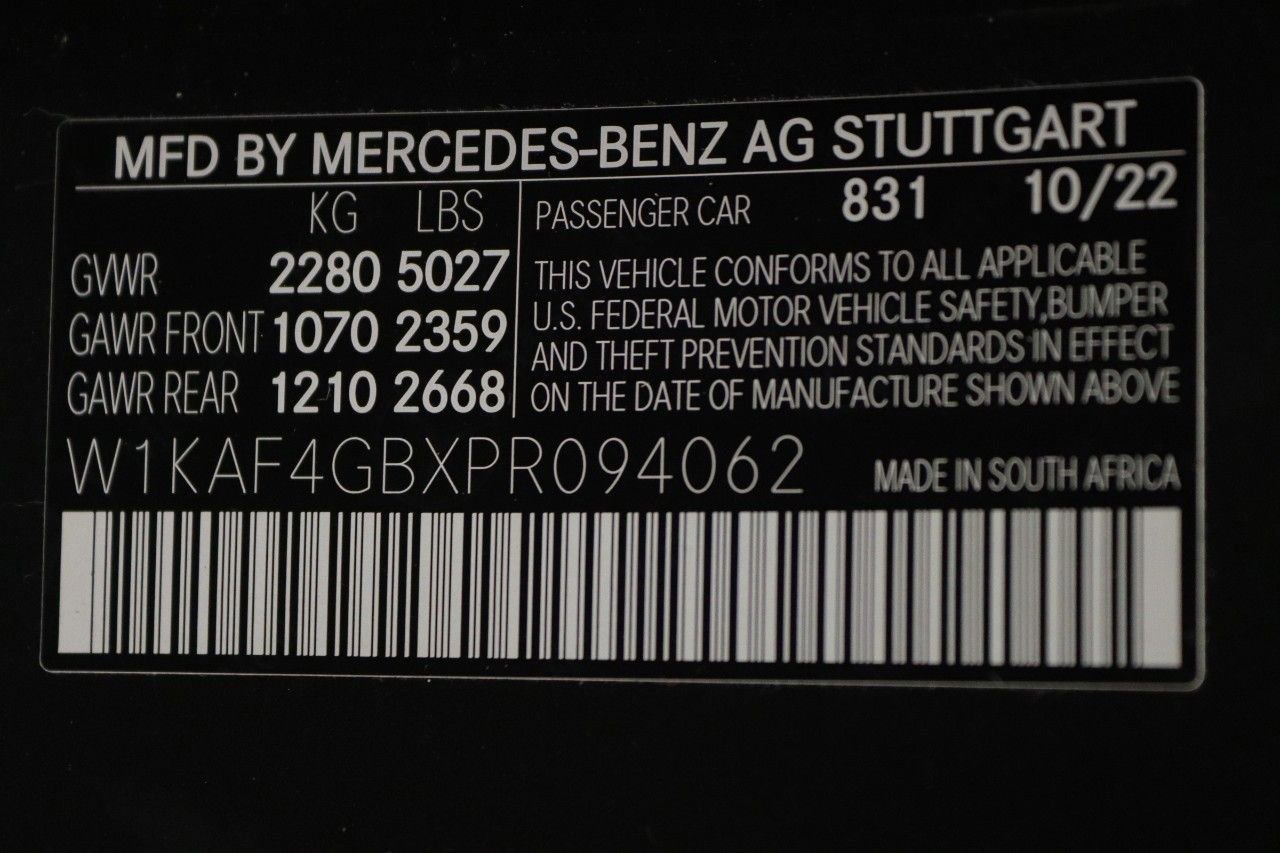 MFD BY MERCEDES-BENZ AG STUTTGART
KG LBS
PASSENGER CAR 831 10/22
GVWR 2280 5027
GAWR FRONT 1070 2359
GAWR REAR 1210 2668
THIS VEHICLE CONFORMS TO ALL APPLICABLE
U.S. FEDERAL MOTOR VEHICLE SAFETY,BUMPER
AND THEFT PREVENTION STANDARDS IN EFFECT
ON THE DATE OF MANUFACTURE SHOWN ABOVE
W1KAF4GBXPR094062
MADE IN SOUTH AFRICA